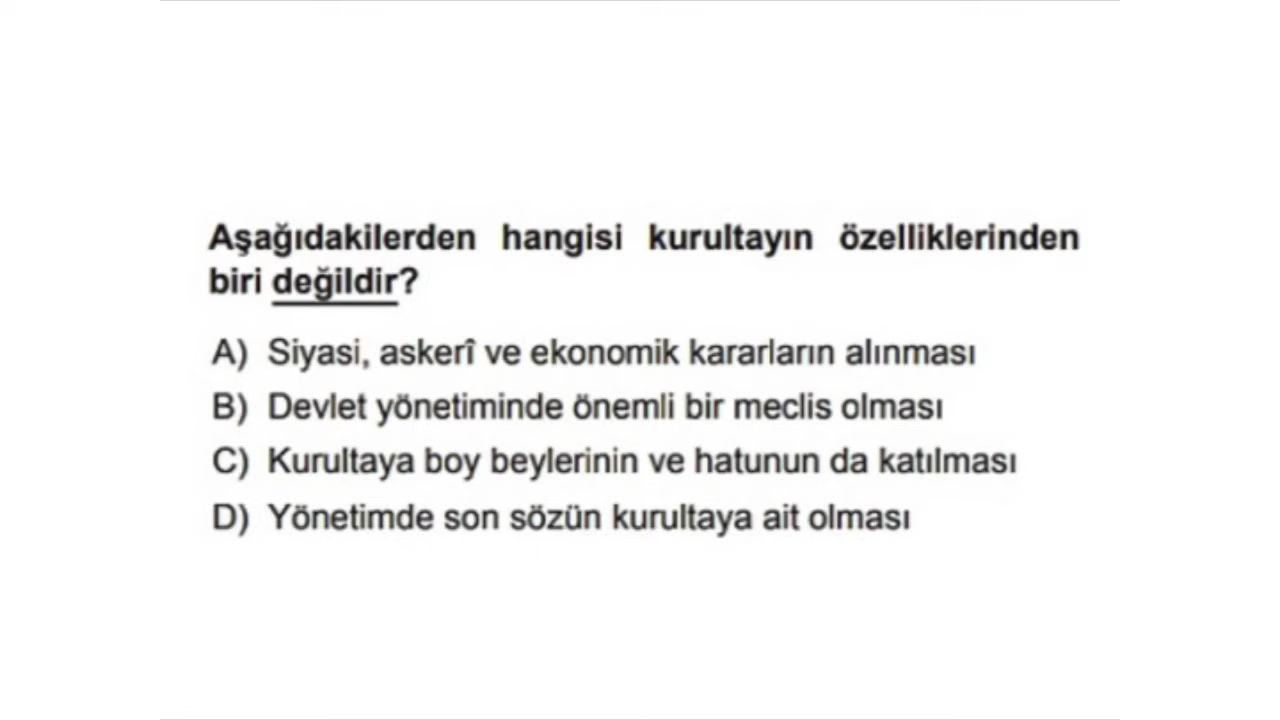 Aşağıdakilerden hangisi kurultayın özelliklerinden
biri değildir?
A) Siyasi, askerî ve ekonomik kararların alınması
B) Devlet yönetiminde önemli bir meclis olması
C) Kurultaya boy beylerinin ve hatunun da katılması
D) Yönetimde son sözün kurultaya ait olması